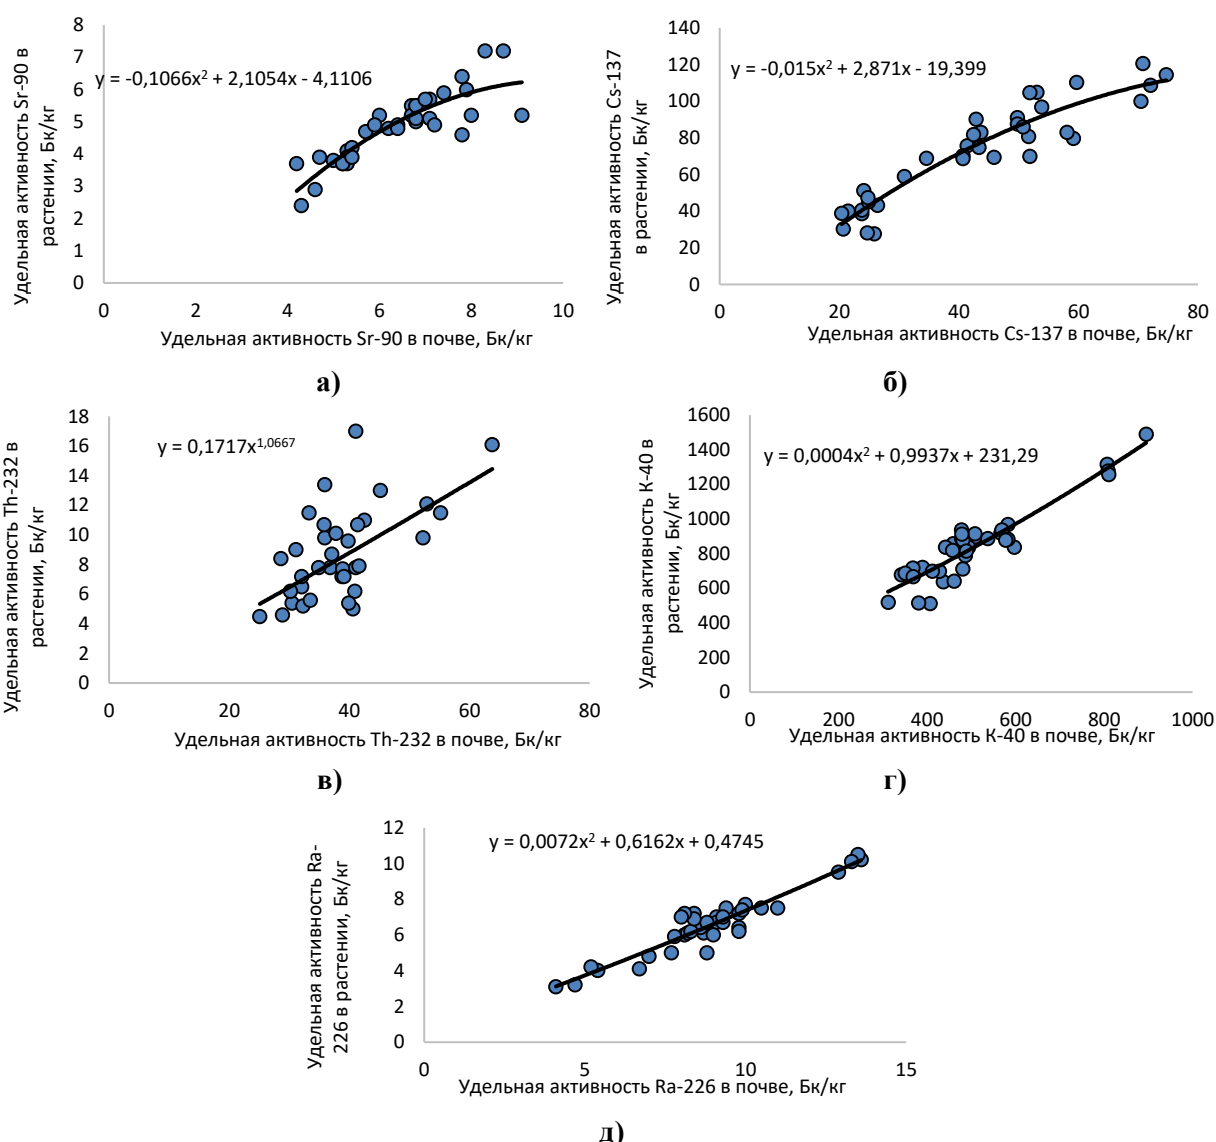 Удельная активность Sr-90 в
растении, Бк/кг
8
7
6
5
4
3
2
1
0
y = -0,1066x² + 2,1054x - 4,1106
0 2 4 6 8 10
Удельная активность Sr-90 в почве, Бк/кг
а)
Удельная активность Cs-137
в растении, Бк/кг
140
120
100
80
60
40
20
0
y = -0,015x² + 2,871x - 19,399
0 20 40 60 80
Удельная активность Cs-137 в почве, Бк/кг
б)
Удельная активность Th-232 в
растении, Бк/кг
18
16
14
12
10
8
6
4
2
0
y = 0,1717x¹,⁰⁶⁶⁷
0 20 40 60 80
Удельная активность Th-232 в почве, Бк/кг
в)
Удельная активность К-40 в
растении, Бк/кг
1600
1400
1200
1000
800
600
400
200
0
y = 0,0004x² + 0,9937x + 231,29
0 200 400 600 800 1000
Удельная активность К-40 в почве, Бк/кг
г)
Удельная активность Ra-
226 в растении, Бк/кг
12
10
8
6
4
2
0
y = 0,0072x² + 0,6162x + 0,4745
0 5 10 15
Удельная активность Ra-226 в почве, Бк/кг
д)